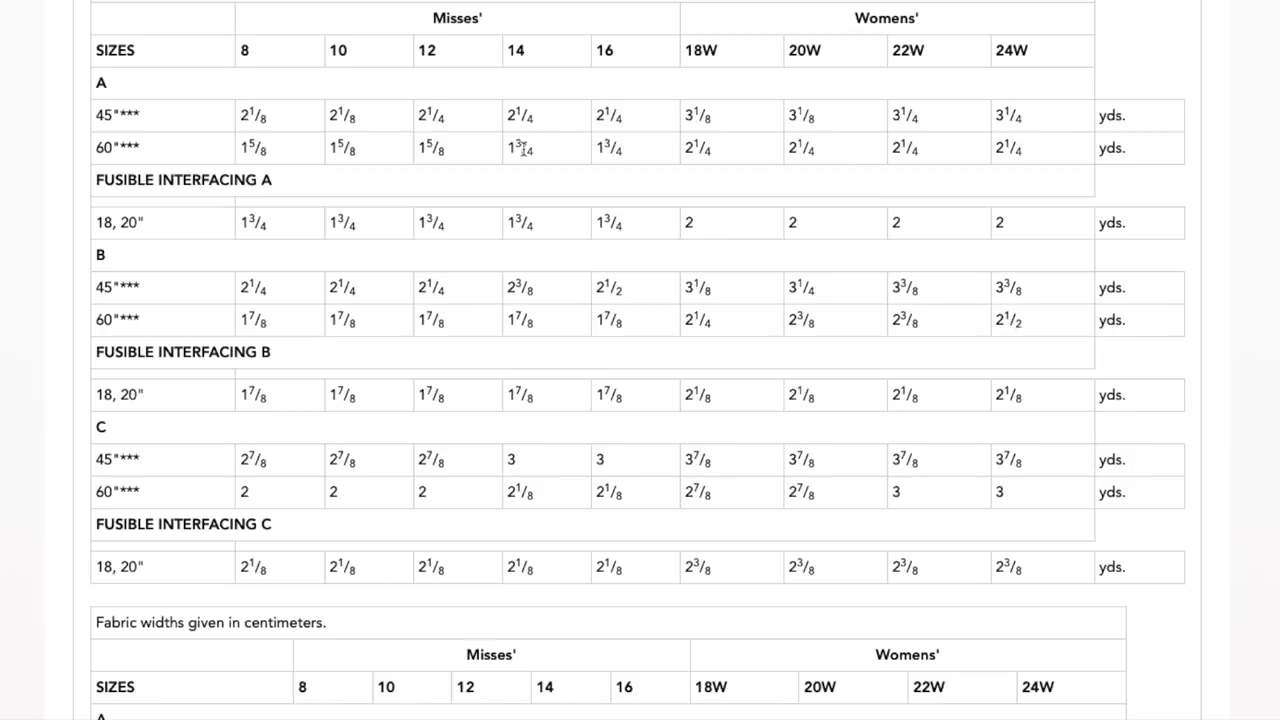 Misses' Womens'
SIZES 8 10 12 14 16 18W 20W 22W 24W
A
45"*** 2 1/8 2 1/8 2 1/4 2 1/4 2 1/4 3 1/8 3 1/8 3 1/4 3 1/4 yds.
60"*** 1 5/8 1 5/8 1 5/8 1 3/4 1 3/4 2 1/4 2 1/4 2 1/4 2 1/4 yds.
FUSIBLE INTERFACING A
18, 20" 1 3/4 1 3/4 1 3/4 1 3/4 1 3/4 2 2 2 2 yds.
B
45"*** 2 1/4 2 1/4 2 1/4 2 3/8 2 1/2 3 1/8 3 1/4 3 3/8 3 3/8 yds.
60"*** 1 7/8 1 7/8 1 7/8 1 7/8 1 7/8 2 1/4 2 3/8 2 3/8 2 1/2 yds.
FUSIBLE INTERFACING B
18, 20" 1 7/8 1 7/8 1 7/8 1 7/8 1 7/8 2 1/8 2 1/8 2 1/8 2 1/8 yds.
C
45"*** 2 7/8 2 7/8 2 7/8 3 3 3 7/8 3 7/8 3 7/8 3 7/8 yds.
60"*** 2 2 2 2 1/8 2 1/8 2 7/8 2 7/8 3 3 yds.
FUSIBLE INTERFACING C
18, 20" 2 1/8 2 1/8 2 1/8 2 1/8 2 1/8 2 3/8 2 3/8 2 3/8 2 3/8 yds.
Fabric widths given in centimeters.
Misses' Womens'
SIZES 8 10 12 14 16 18W 20W 22W 24W
A